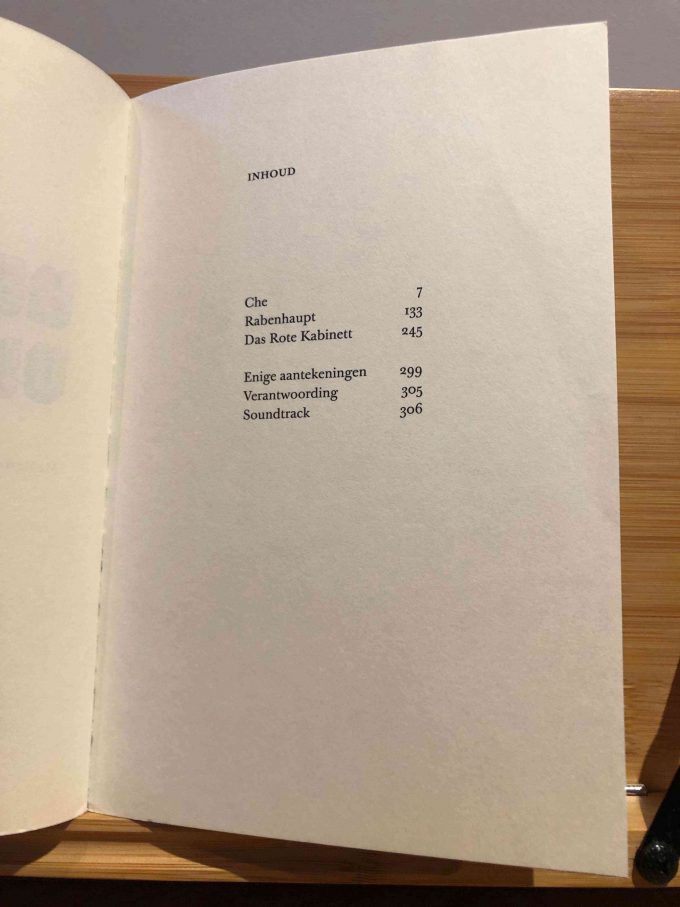 INHOUD
Che 7
Rabenhaupt 133
Das Rote Kabinett 245
Enige aantekeningen 299
Verantwoording 305
Soundtrack 306